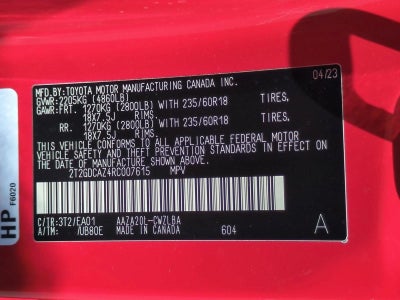 MFD.BY:TOYOTA MOTOR MANUFACTURING CANADA INC.
GVWR:2205KG (4860LB) 04/23
GAWR:FRT. 1270KG (2800LB) WITH 235/60R18 TIRES,
18X7.5J RIMS,
RR. 1270KG (2800LB) WITH 235/60R18 TIRES,
18X7.5J RIMS,
THIS VEHICLE CONFORMS TO ALL APPLICABLE FEDERAL MOTOR
VEHICLE SAFETY AND THEFT PREVENTION STANDARDS IN EFFECT ON
THE DATE OF MANUFACTURE SHOWN ABOVE.
2T2GDCAZ4RC007615 MPV
C/TR:3T2/EA01 AAZA20L-CWZLBA A
A/TM: /UB80E MADE IN CANADA 604
HP F6020